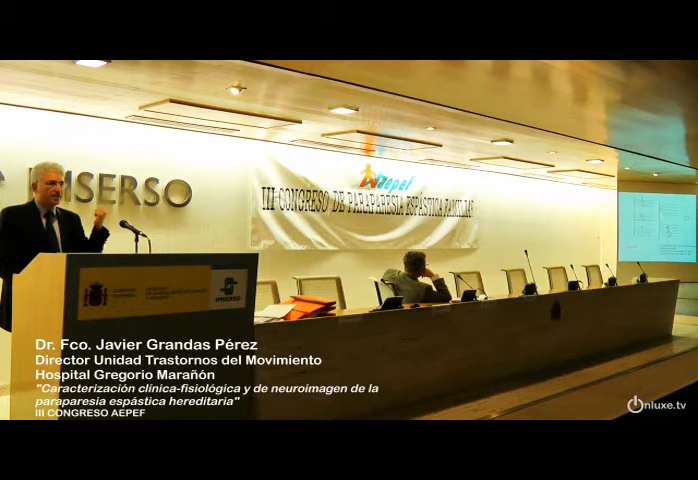 IMSERSO
aepef
III CONGRESO DE PARAPARESIA ESPÁSTICA FAMILIAR
IMSERSO
Dr. Fco. Javier Grandas Pérez
Director Unidad Trastornos del Movimiento
Hospital Gregorio Marañón
"Caracterización clínica-fisiológica y de neuroimagen de la
paraparesia espástica hereditaria"
III CONGRESO AEPEF
onluxe.tv